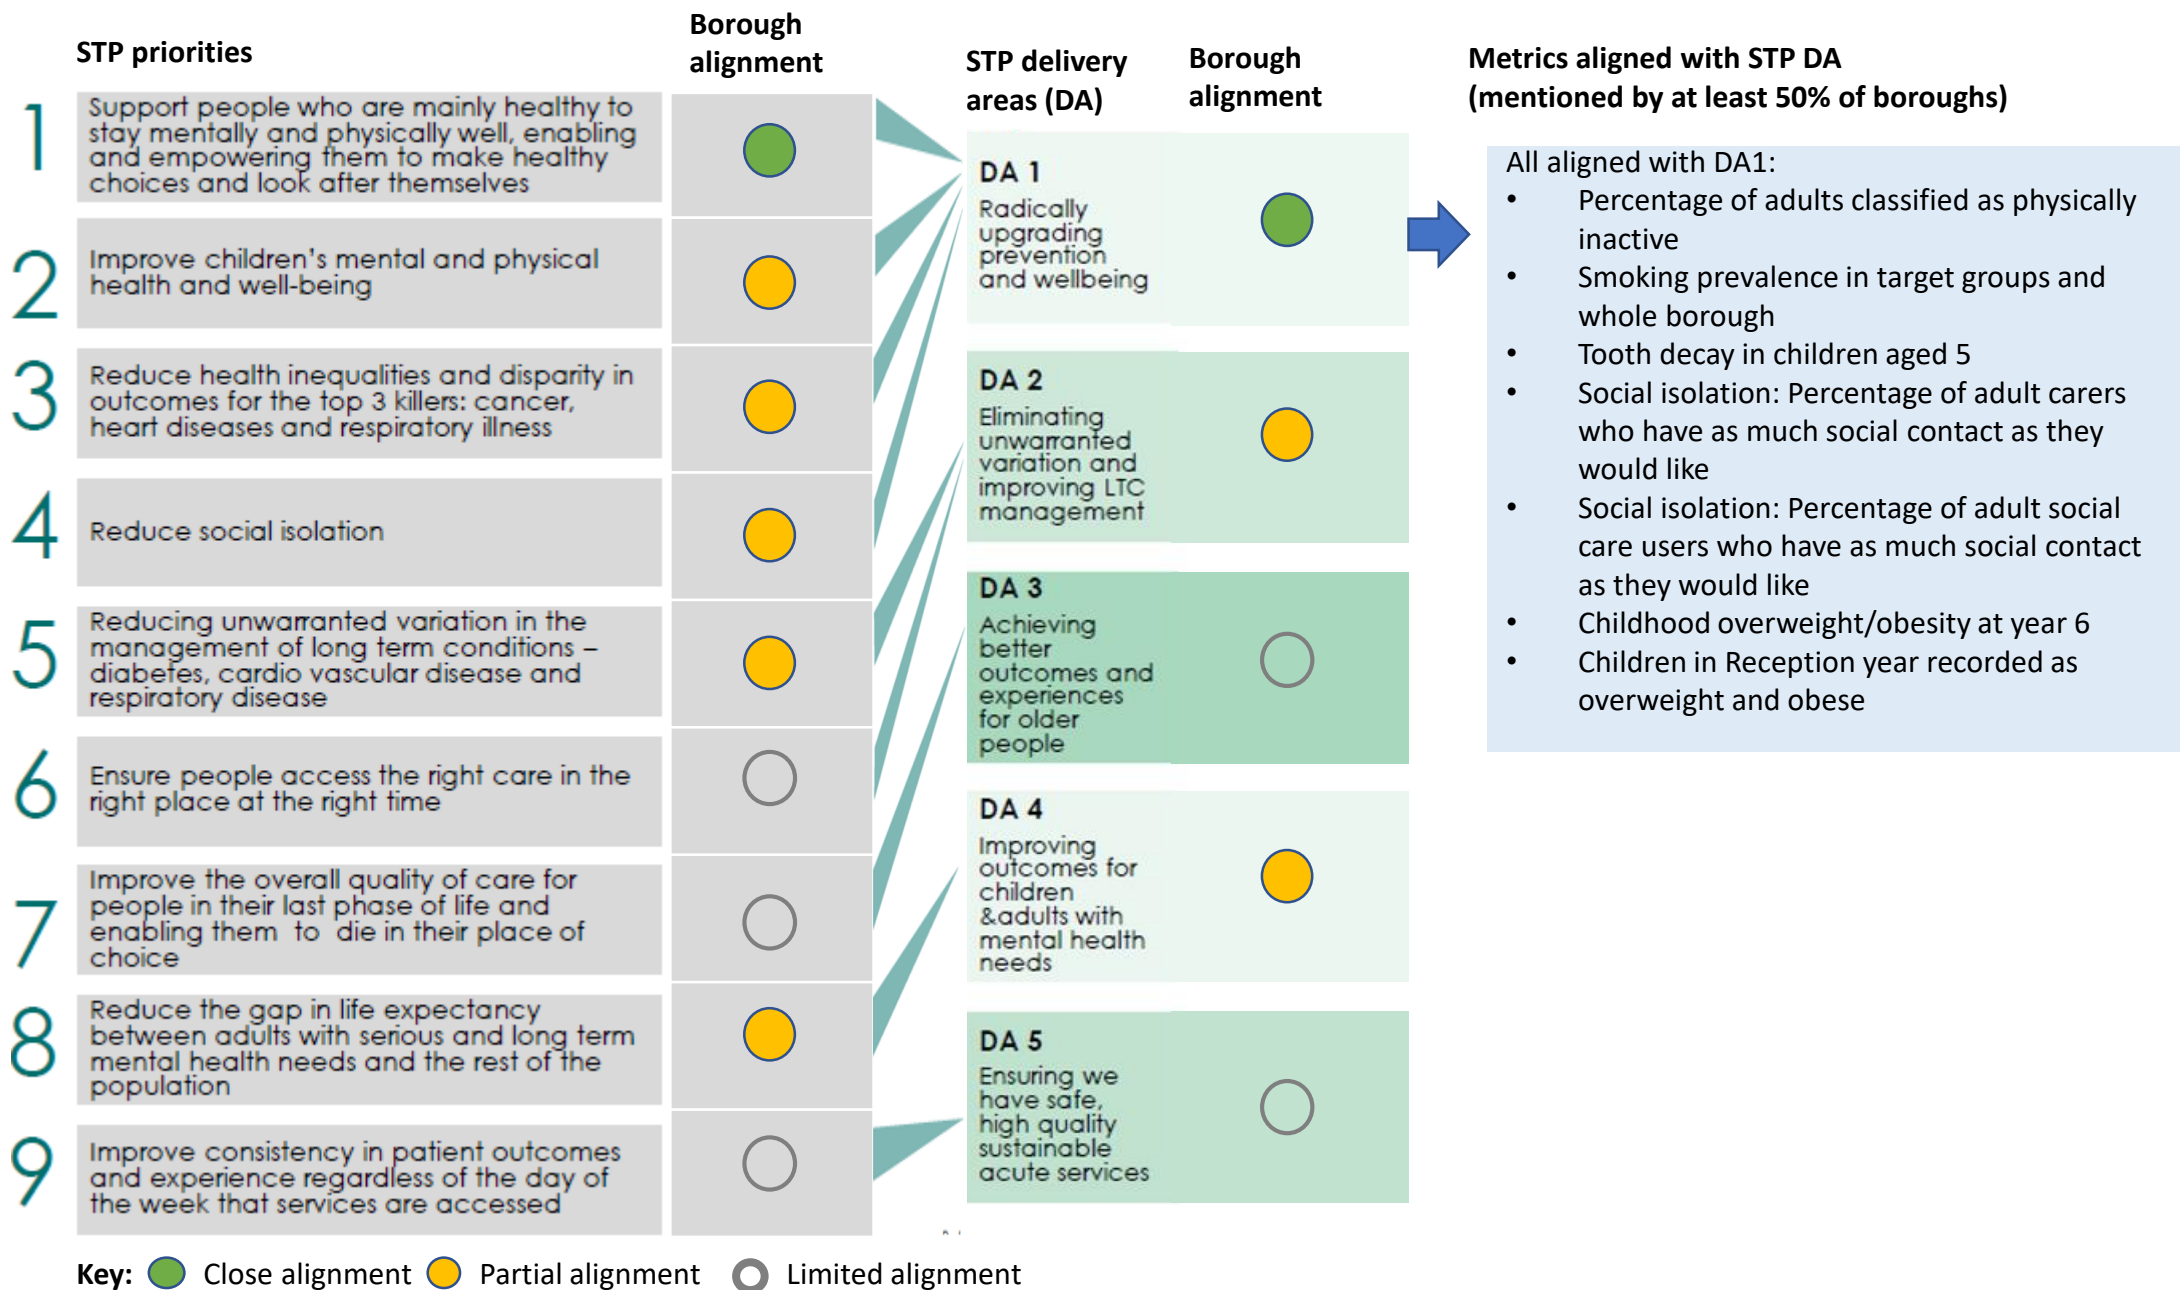 STP priorities
Borough
alignment
1
Support people who are mainly healthy to
stay mentally and physically well, enabling
and empowering them to make healthy
choices and look after themselves
2
Improve children's mental and physical
health and well-being
3
Reduce health inequalities and disparity in
outcomes for the top 3 killers: cancer,
heart diseases and respiratory illness
4
Reduce social isolation
5
Reducing unwarranted variation in the
management of long term conditions –
diabetes, cardio vascular disease and
respiratory disease
6
Ensure people access the right care in the
right place at the right time
7
Improve the overall quality of care for
people in their last phase of life and
enabling them to die in their place of
choice
8
Reduce the gap in life expectancy
between adults with serious and long term
mental health needs and the rest of the
population
9
Improve consistency in patient outcomes
and experience regardless of the day of
the week that services are accessed
STP delivery
areas (DA)
Borough
alignment
DA 1
Radically
upgrading
prevention
and wellbeing
DA 2
Eliminating
unwarranted
variation and
improving LTC
management
DA 3
Achieving
better
outcomes and
experiences
for older
people
DA 4
Improving
outcomes for
children
&adults with
mental health
needs
DA 5
Ensuring we
have safe,
high quality
sustainable
acute services
Metrics aligned with STP DA
(mentioned by at least 50% of boroughs)
All aligned with DA1:
• Percentage of adults classified as physically
inactive
• Smoking prevalence in target groups and
whole borough
• Tooth decay in children aged 5
• Social isolation: Percentage of adult carers
who have as much social contact as they
would like
• Social isolation: Percentage of adult social
care users who have as much social contact
as they would like
• Childhood overweight/obesity at year 6
• Children in Reception year recorded as
overweight and obese
Key: Close alignment Partial alignment Limited alignment